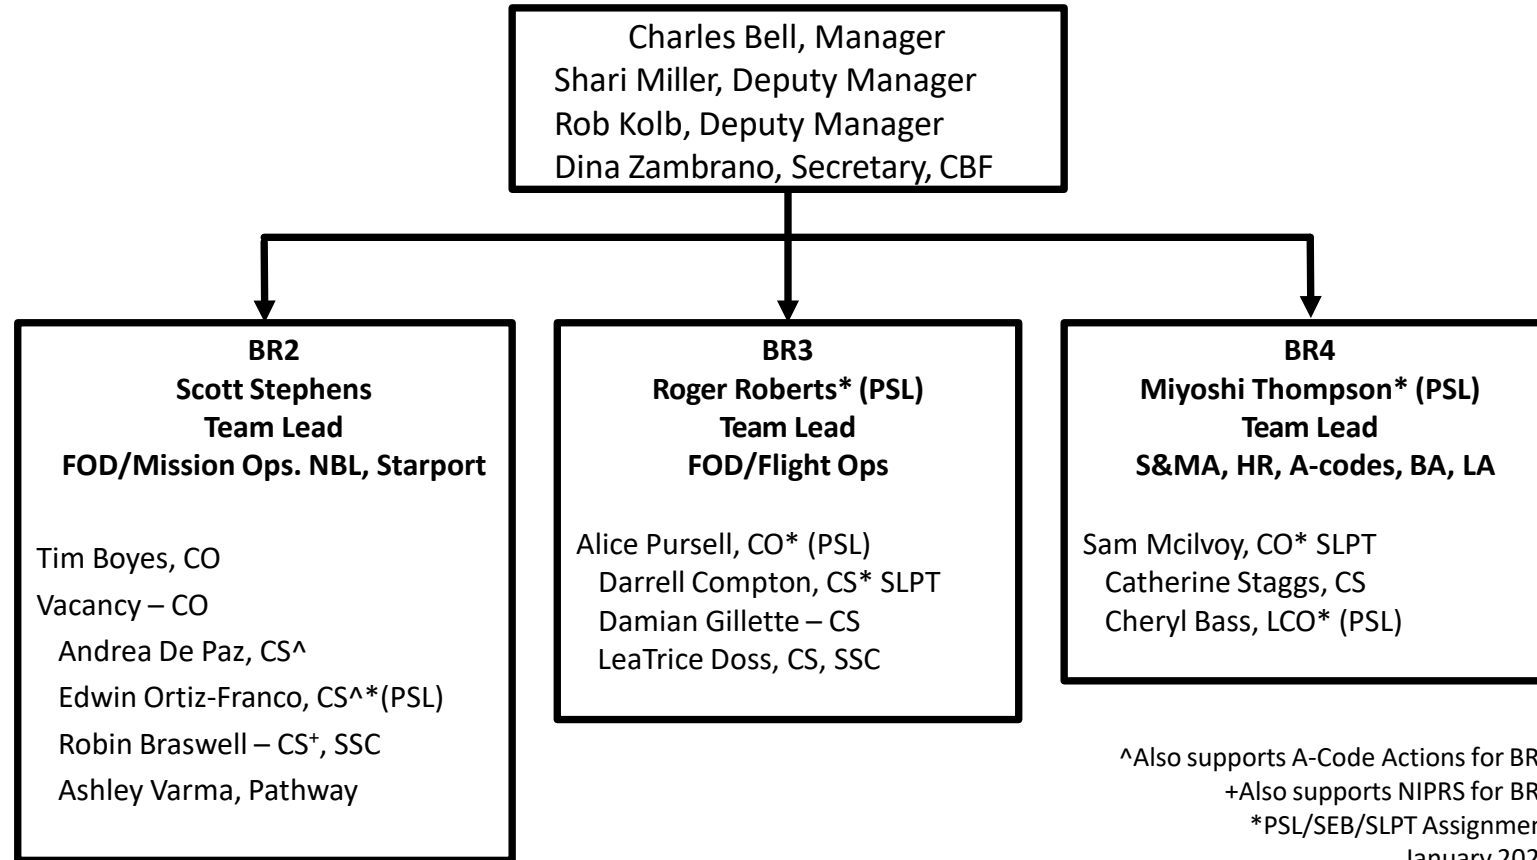 Charles Bell, Manager
Shari Miller, Deputy Manager
Rob Kolb, Deputy Manager
Dina Zambrano, Secretary, CBF
BR2
Scott Stephens
Team Lead
FOD/Mission Ops. NBL, Starport
Tim Boyes, CO
Vacancy – CO
Andrea De Paz, CS^
Edwin Ortiz-Franco, CS^*(PSL)
Robin Braswell – CS⁺, SSC
Ashley Varma, Pathway
BR3
Roger Roberts* (PSL)
Team Lead
FOD/Flight Ops
Alice Pursell, CO* (PSL)
Darrell Compton, CS* SLPT
Damian Gillette – CS
LeaTrice Doss, CS, SSC
BR4
Miyoshi Thompson* (PSL)
Team Lead
S&MA, HR, A-codes, BA, LA
Sam Mcilvoy, CO* SLPT
Catherine Staggs, CS
Cheryl Bass, LCO* (PSL)
^Also supports A-Code Actions for
+Also supports NIPRS for
*PSL/SEB/SLPT
January